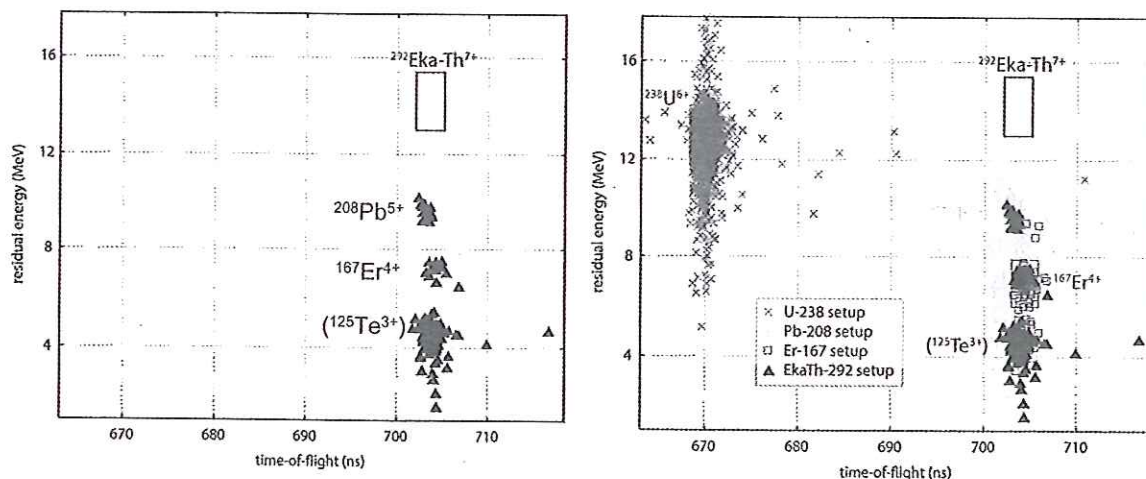 16
12
8
4
residual energy (MeV)
²⁹²Eka-Th⁷⁺
²⁰⁸Pb⁵⁺
¹⁶⁷Er⁴⁺
(¹²⁵Te³⁺)
670
680
690
700
710
time-of-flight (ns)
16
12
8
4
residual energy (MeV)
²³⁸U⁶⁺
²⁹²Eka-Th⁷⁺
¹⁶⁷Er⁴⁺
(¹²⁵Te³⁺)
U-238 setup
Pb-208 setup
Er-167 setup
EkaTh-292 setup
670
680
690
700
710
time-of-flight (ns)